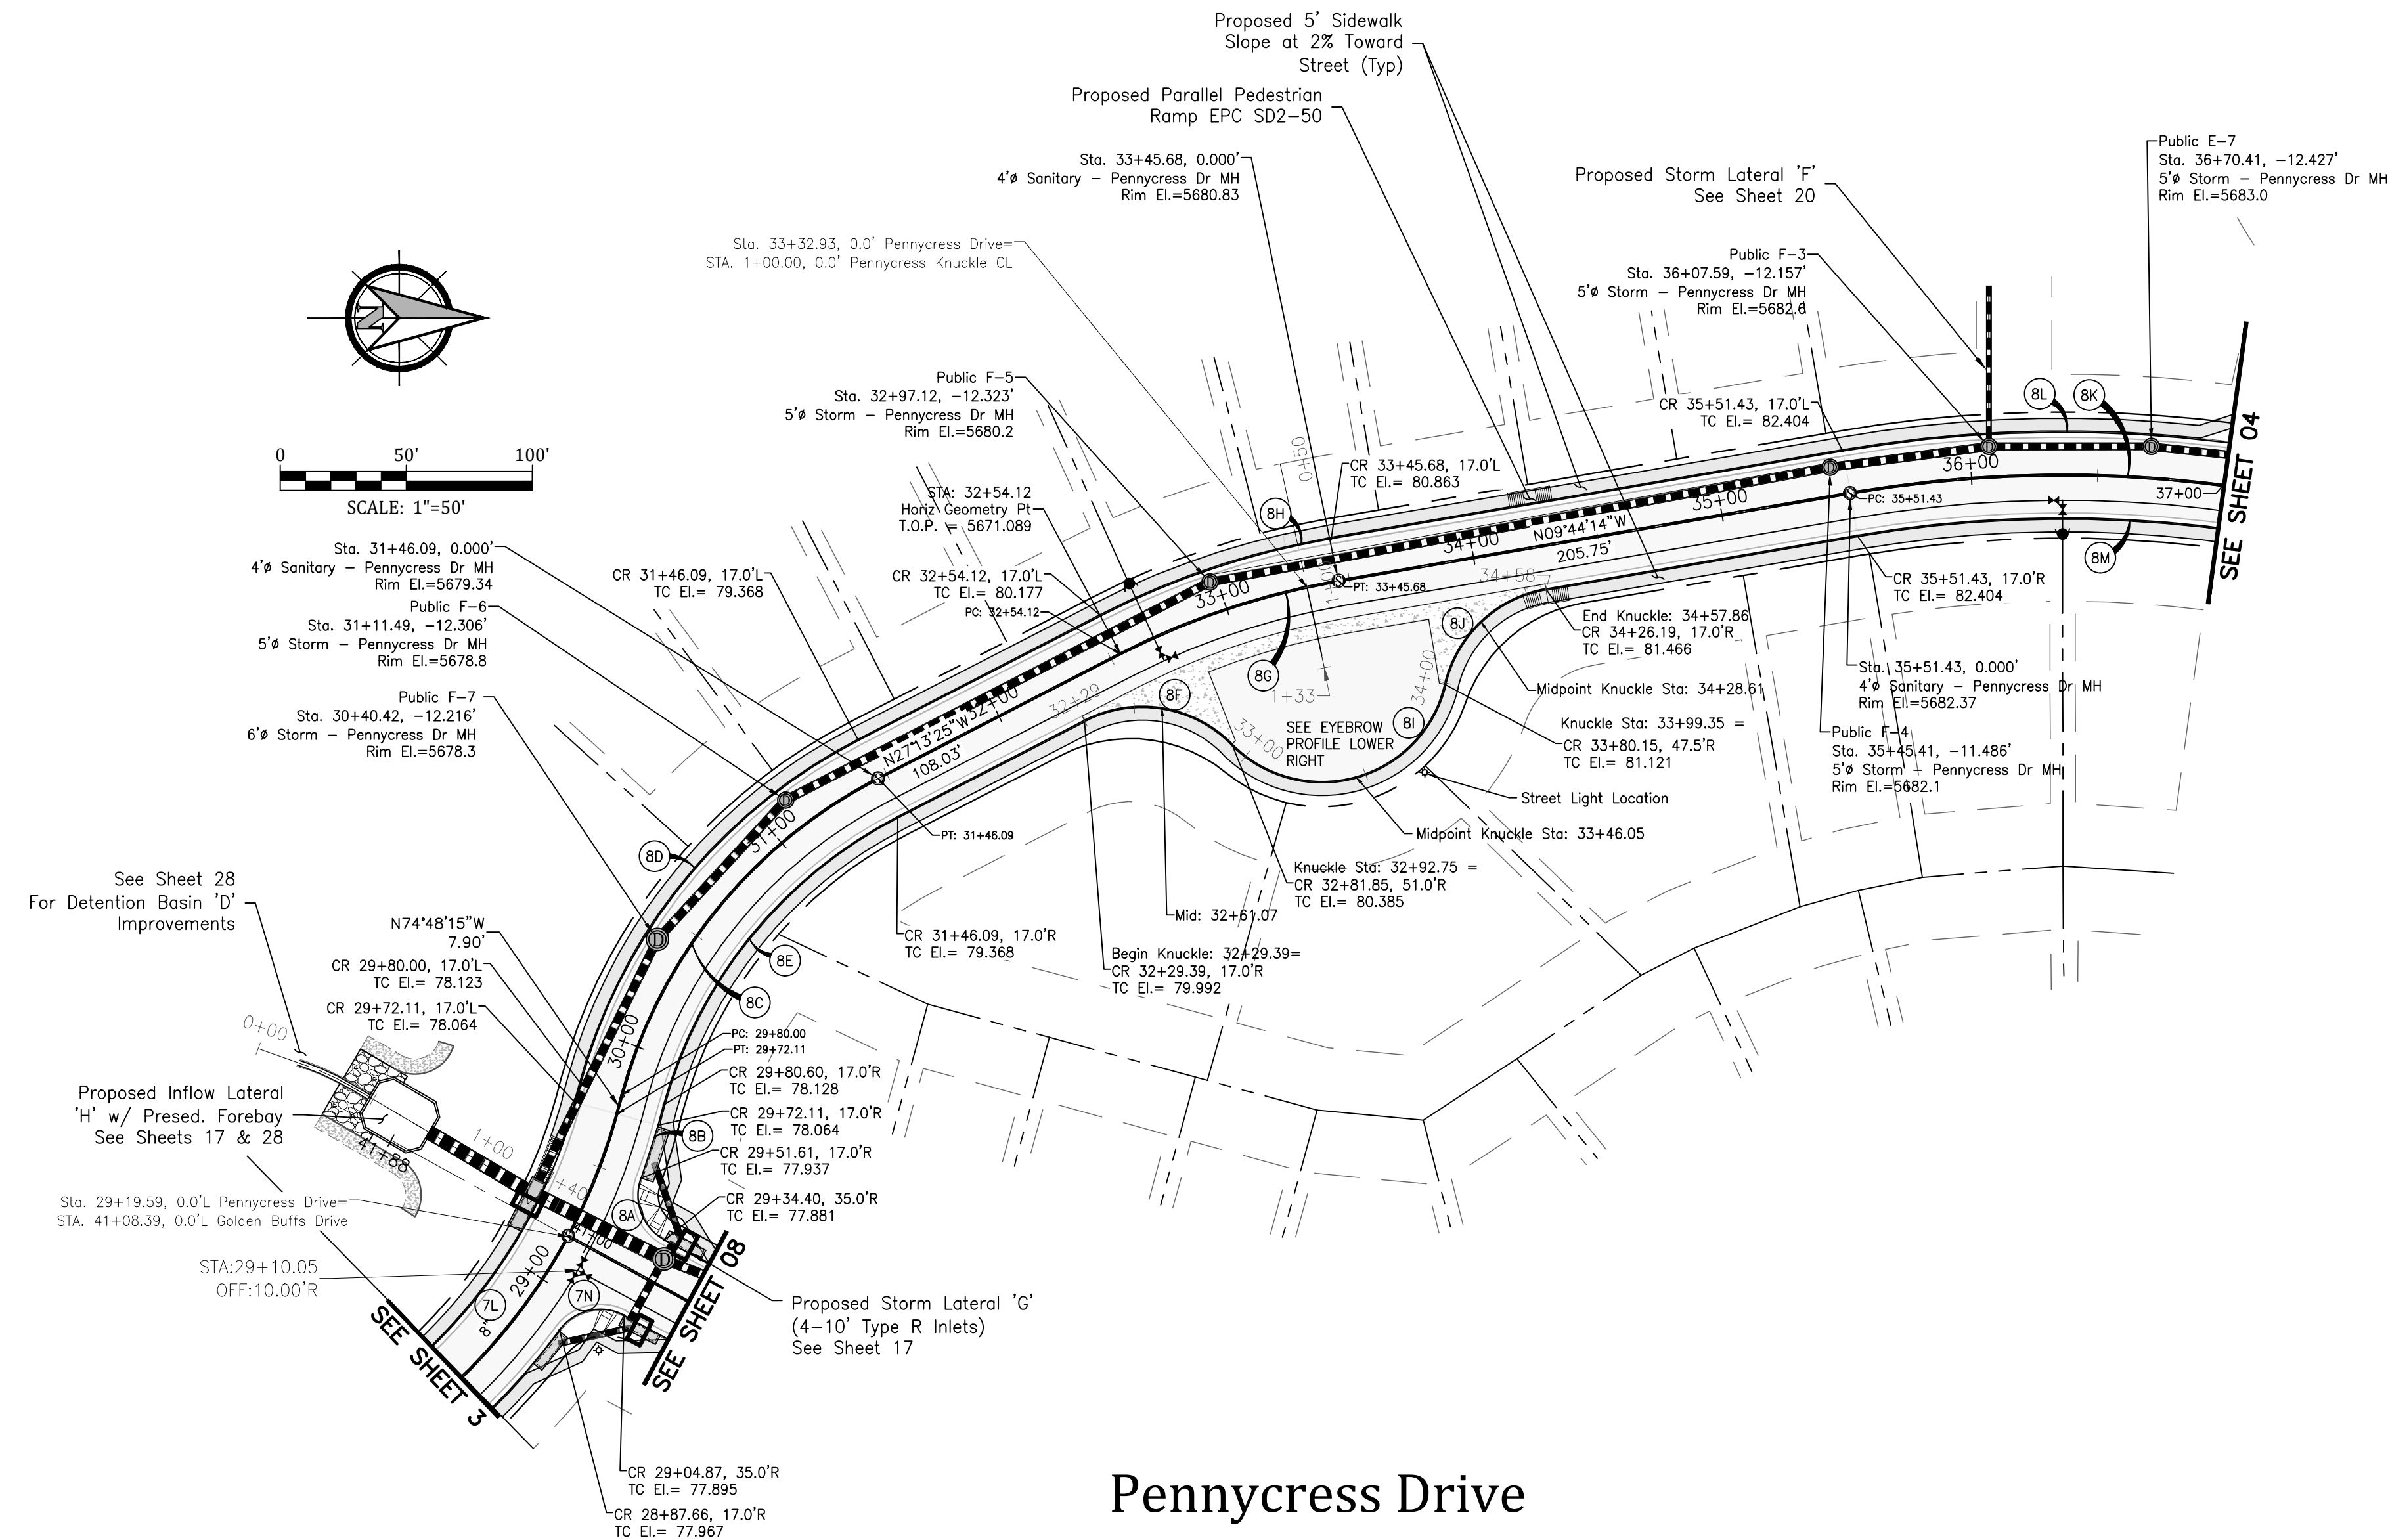 Proposed 5' Sidewalk
Slope at 2% Toward
Street (Typ)
Proposed Parallel Pedestrian
Ramp EPC SD2-50
Sta. 33+45.68, 0.000'
4'ø Sanitary – Pennycress Dr MH
Rim El.=5680.83
Proposed Storm Lateral 'F'
See Sheet 20
Public E-7
Sta. 36+70.41, -12.427'
5'ø Storm – Pennycress Dr MH
Rim El.=5683.0
Sta. 33+32.93, 0.0' Pennycress Drive=
STA. 1+00.00, 0.0' Pennycress Knuckle CL
Public F-3
Sta. 36+07.59, -12.157'
5'ø Storm – Pennycress Dr MH
Rim El.=5682.6
N
0
50'
100'
SCALE: 1"=50'
Public F-5
Sta. 32+97.12, -12.323'
5'ø Storm – Pennycress Dr MH
Rim El.=5680.2
CR 35+51.43, 17.0'L
TC El.= 82.404
8L
8K
SEE SHEET 04
0+50
CR 33+45.68, 17.0'L
TC El.= 80.863
36+00
37+00
STA: 32+54.12
Horiz Geometry Pt
T.O.P. = 5671.089
8H
35+00
PC: 35+51.43
N09°44'14"W
205.75'
34+00
8M
Sta. 31+46.09, 0.000'
4'ø Sanitary – Pennycress Dr MH
Rim El.=5679.34
CR 31+46.09, 17.0'L
TC El.= 79.368
CR 32+54.12, 17.0'L
TC El.= 80.177
PC: 32+54.12
33+00
1+00
PT: 33+45.68
34+58
CR 35+51.43, 17.0'R
TC El.= 82.404
Public F-6
Sta. 31+11.49, -12.306'
5'ø Storm – Pennycress Dr MH
Rim El.=5678.8
8J
End Knuckle: 34+57.86
CR 34+26.19, 17.0'R
TC El.= 81.466
Public F-7
Sta. 30+40.42, -12.216'
6'ø Storm – Pennycress Dr MH
Rim El.=5678.3
N27°13'25"W
108.03'
32+00
32+29
8F
8G
1+33
34+00
Midpoint Knuckle Sta: 34+28.61
Sta. 35+51.43, 0.000'
4'ø Sanitary – Pennycress Dr MH
Rim El.=5682.37
33+00
SEE EYEBROW
PROFILE LOWER
RIGHT
8I
Knuckle Sta: 33+99.35 =
CR 33+80.15, 47.5'R
TC El.= 81.121
Public F-4
Sta. 35+45.41, -11.486'
5'ø Storm – Pennycress Dr MH
Rim El.=5682.1
Street Light Location
31+00
PT: 31+46.09
Midpoint Knuckle Sta: 33+46.05
8D
Knuckle Sta: 32+92.75 =
CR 32+81.85, 51.0'R
TC El.= 80.385
See Sheet 28
For Detention Basin 'D'
Improvements
N74°48'15"W
7.90'
Mid: 32+61.07
CR 31+46.09, 17.0'R
TC El.= 79.368
8E
Begin Knuckle: 32+29.39=
CR 32+29.39, 17.0'R
TC El.= 79.992
CR 29+80.00, 17.0'L
TC El.= 78.123
8C
CR 29+72.11, 17.0'L
TC El.= 78.064
0+00
30+00
PC: 29+80.00
PT: 29+72.11
CR 29+80.60, 17.0'R
TC El.= 78.128
Proposed Inflow Lateral
'H' w/ Presed. Forebay
See Sheets 17 & 28
41+88
1+00
CR 29+72.11, 17.0'R
TC El.= 78.064
8B
CR 29+51.61, 17.0'R
TC El.= 77.937
+40
8A
CR 29+34.40, 35.0'R
TC El.= 77.881
Sta. 29+19.59, 0.0'L Pennycress Drive=
STA. 41+08.39, 0.0'L Golden Buffs Drive
STA:29+10.05
OFF:10.00'R
29+00
7L
7N
8"
SEE SHEET 08
SEE SHEET 3
Proposed Storm Lateral 'G'
(4-10' Type R Inlets)
See Sheet 17
CR 29+04.87, 35.0'R
TC El.= 77.895
CR 28+87.66, 17.0'R
TC El.= 77.967
Pennycress Drive